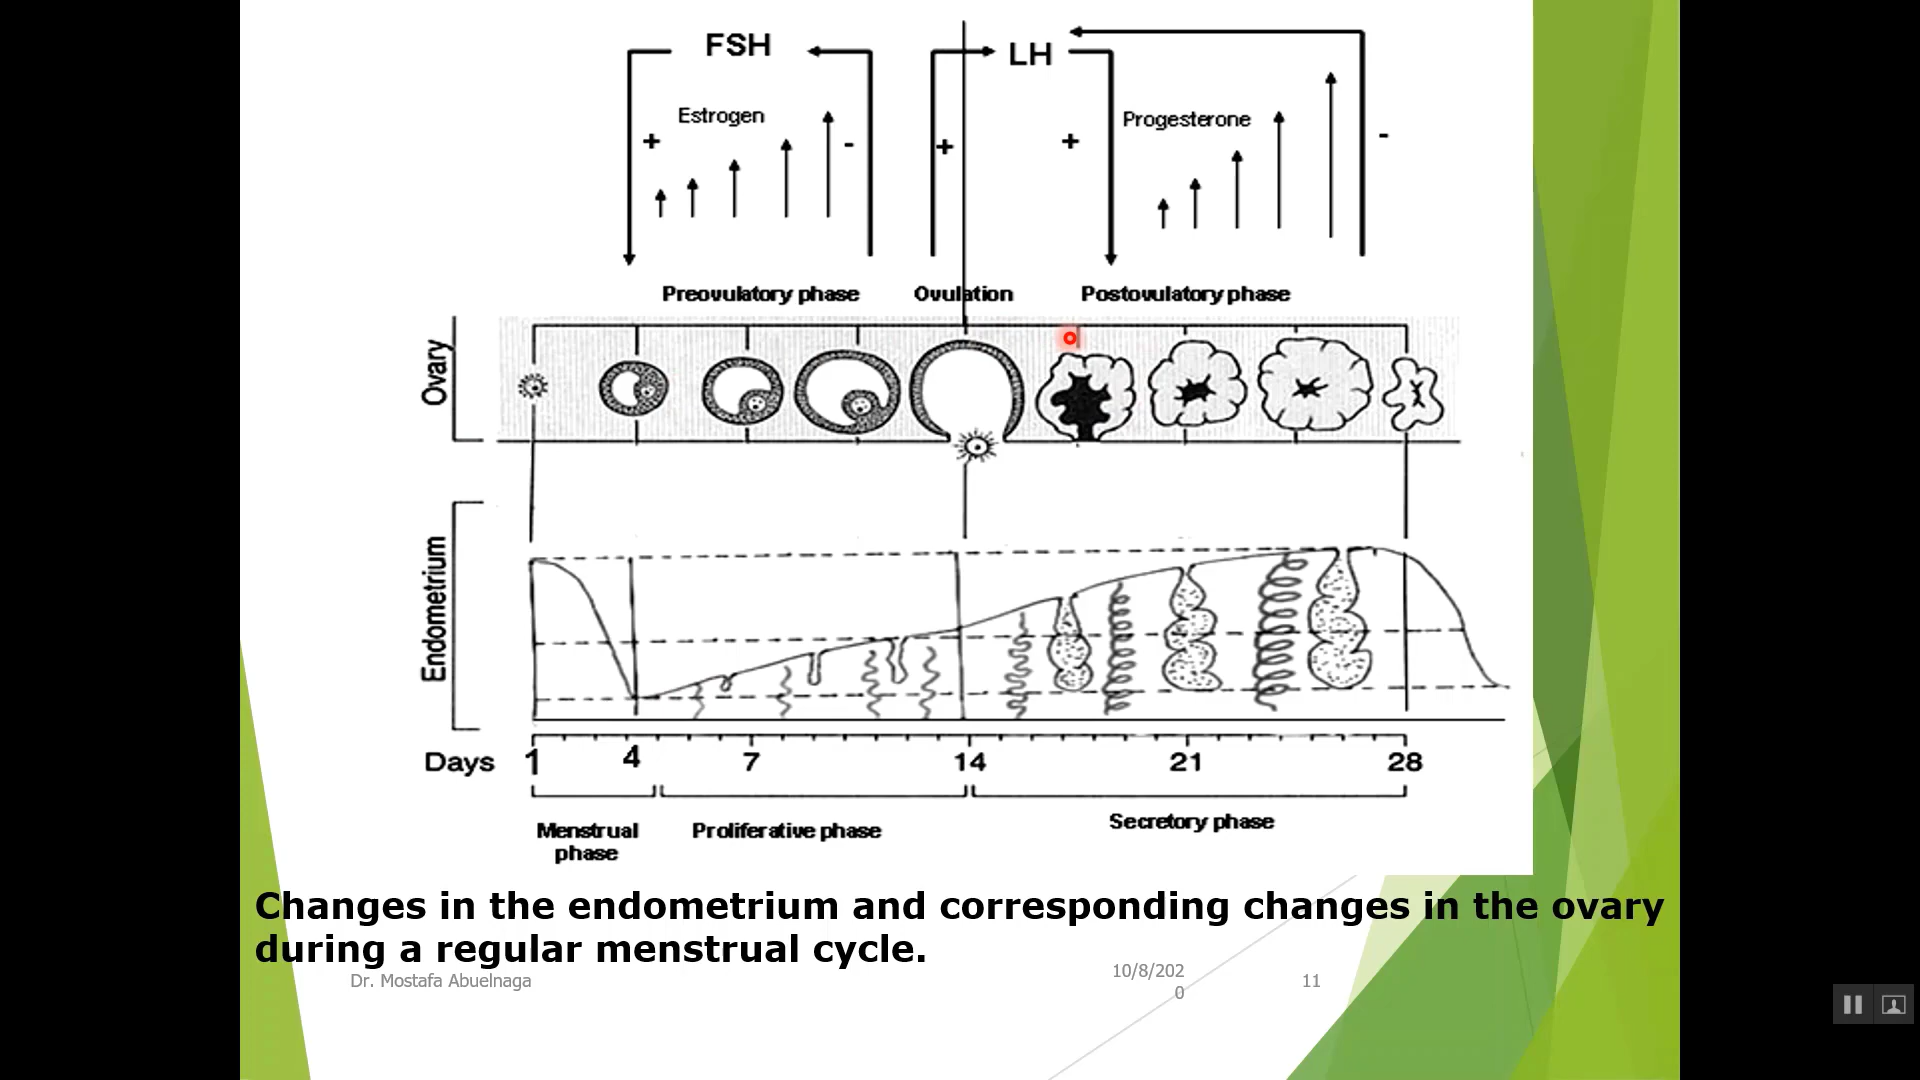 FSH
LH
Estrogen
Progesterone
+
-
+
+
-
Preovulatory phase
Ovulation
Postovulatory phase
Ovary
Endometrium
Days 1 4 7 14 21 28
Menstrual
phase
Proliferative phase
Secretory phase
Changes in the endometrium and corresponding changes in the ovary
during a regular menstrual cycle.
Dr. Mostafa Abuelnaga
10/8/202
0
11